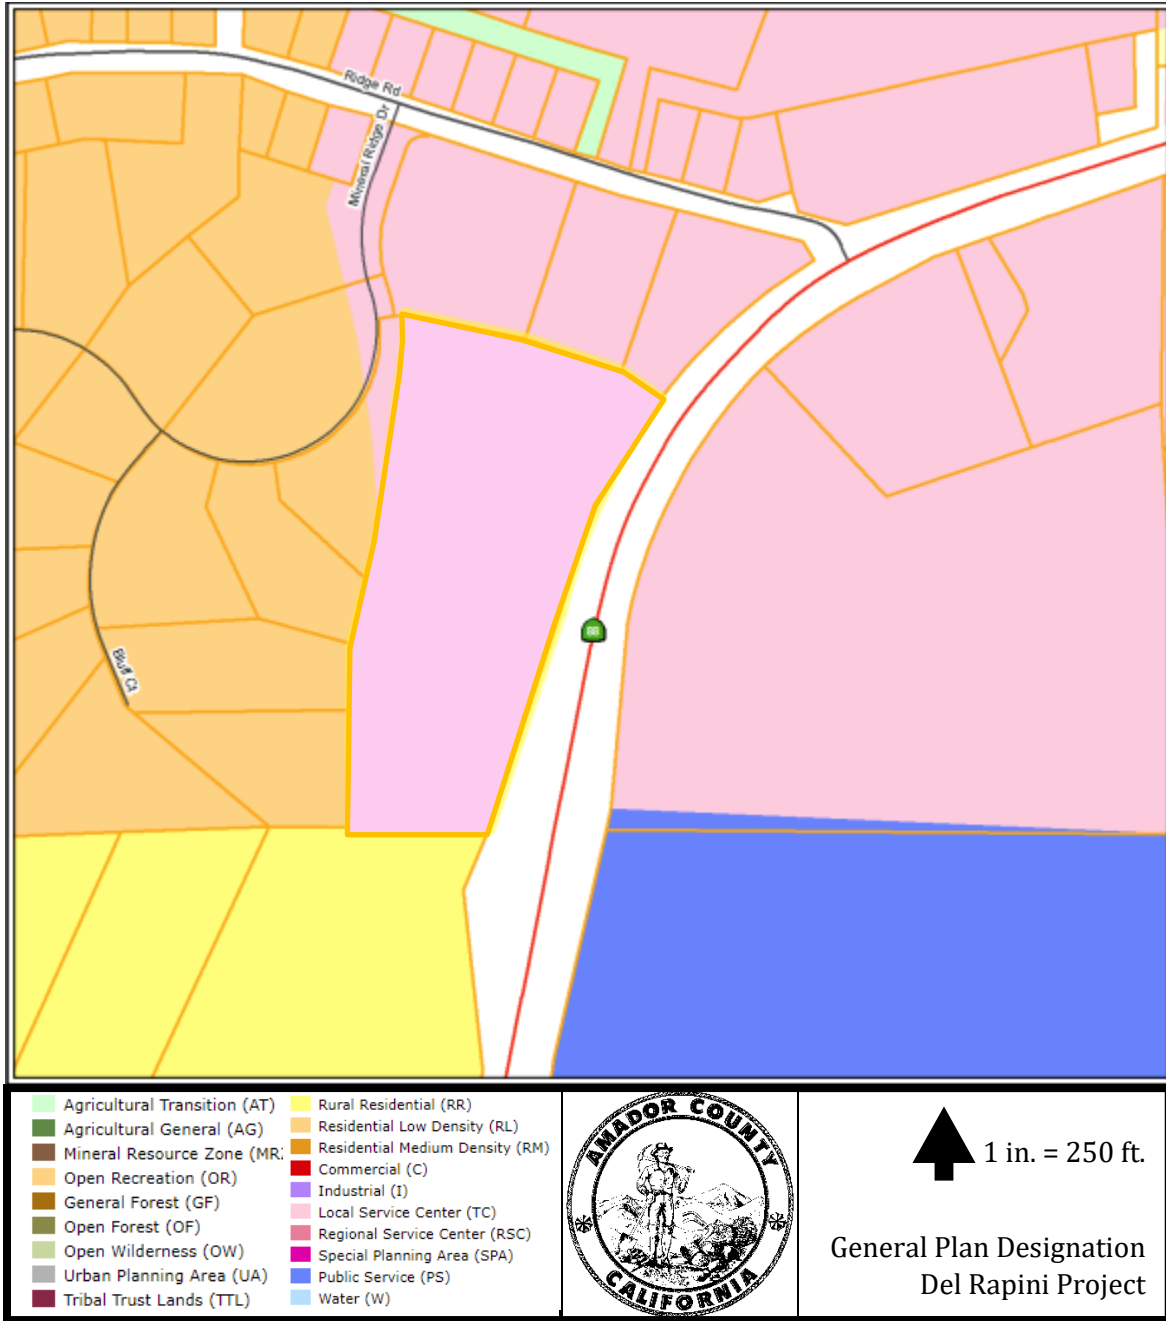 Ridge Rd
Mineral Ridge Dr
88
Bluff Ct
Agricultural Transition (AT)
Agricultural General (AG)
Mineral Resource Zone (MR
Open Recreation (OR)
General Forest (GF)
Open Forest (OF)
Open Wilderness (OW)
Urban Planning Area (UA)
Tribal Trust Lands (TTL)
Rural Residential (RR)
Residential Low Density (RL)
Residential Medium Density (RM)
Commercial (C)
Industrial (I)
Local Service Center (TC)
Regional Service Center (RSC)
Special Planning Area (SPA)
Public Service (PS)
Water (W)
AMADOR COUNTY
CALIFORNIA
1 in. = 250 ft.
General Plan Designation
Del Rapini Project